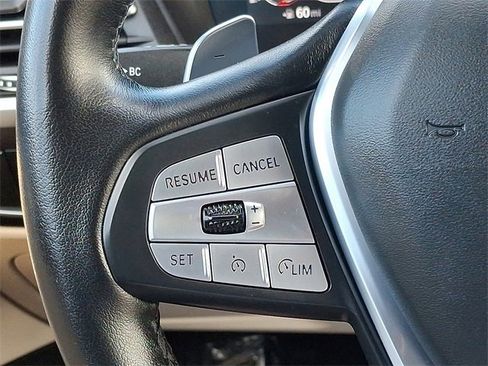 60 mi
BC
RESUME CANCEL
+
−
SET LIM